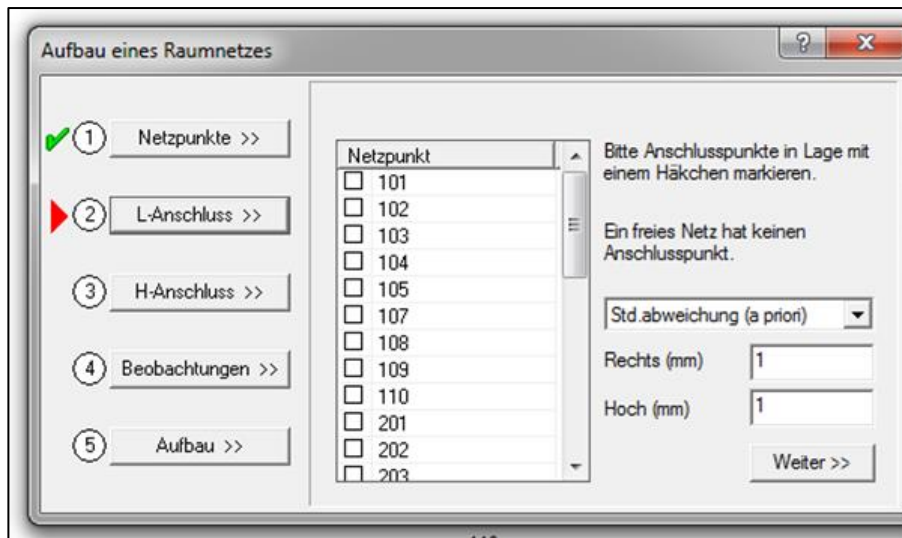 Aufbau eines Raumnetzes
?
1 Netzpunkte >>
2 L-Anschluss >>
3 H-Anschluss >>
4 Beobachtungen >>
5 Aufbau >>
Netzpunkt
101
102
103
104
105
107
108
109
110
201
202
203
Bitte Anschlusspunkte in Lage mit
einem Häkchen markieren.
Ein freies Netz hat keinen
Anschlusspunkt.
Std.abweichung (a priori)
Rechts (mm) 1
Hoch (mm) 1
Weiter >>